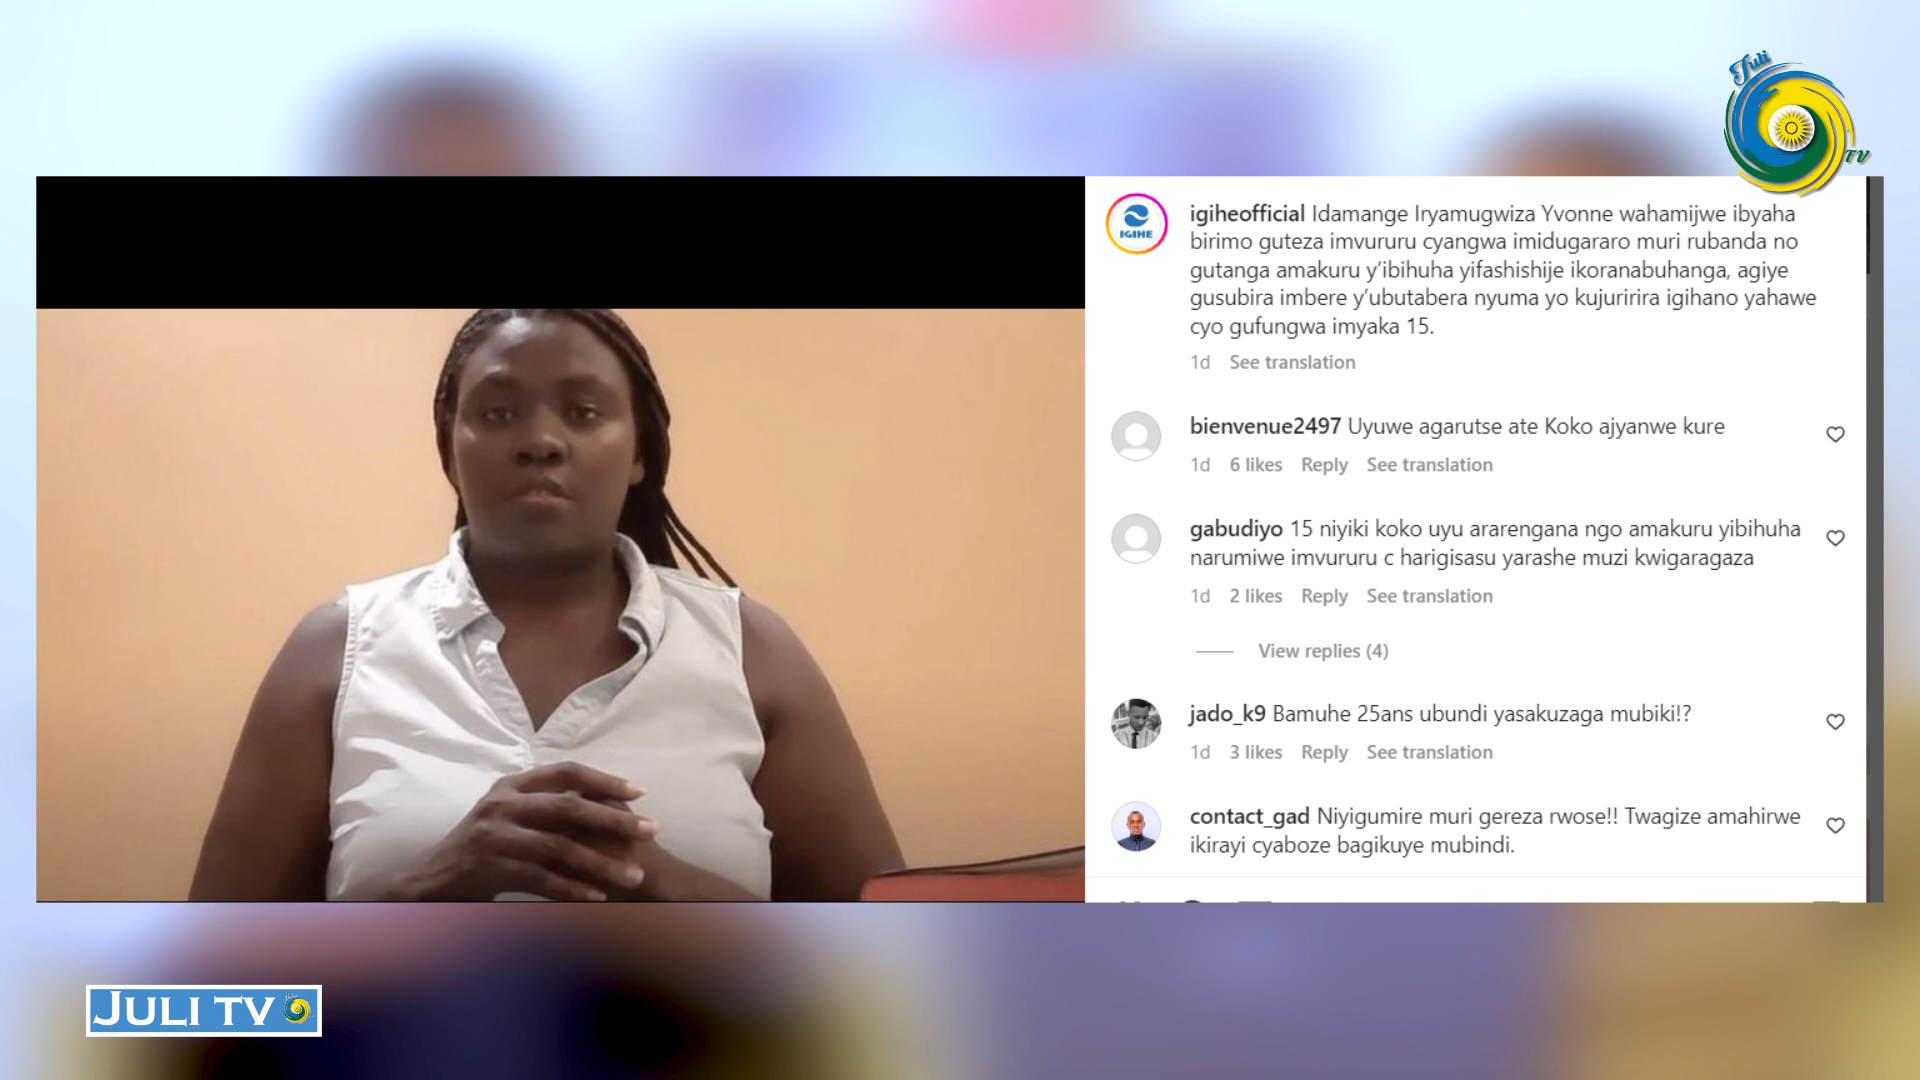 Juli
TV
IGIHE
igiheofficial Idamange Iryamugwiza Yvonne wahamijwe ibyaha
birimo guteza imvururu cyangwa imidugararo muri rubanda no
gutanga amakuru y’ibihuha yifashishije ikoranabuhanga, agiye
gusubira imbere y’ubutabera nyuma yo kujuririra igihano yahawe
cyo gufungwa imyaka 15.
1d See translation
bienvenue2497 Uyuwe agarutse ate Koko ajyanwe kure
1d 6 likes Reply See translation
gabudiyo 15 niyiki koko uyu ararengana ngo amakuru yibihuha
narumiwe imvururu c harigisasu yarashe muzi kwigaragaza
1d 2 likes Reply See translation
View replies (4)
jado_k9 Bamuhe 25ans ubundi yasakuzaga mubiki!?
1d 3 likes Reply See translation
contact_gad Niyigumire muri gereza rwose!! Twagize amahirwe
ikirayi cyaboze bagikuye mubindi.
JULI TV